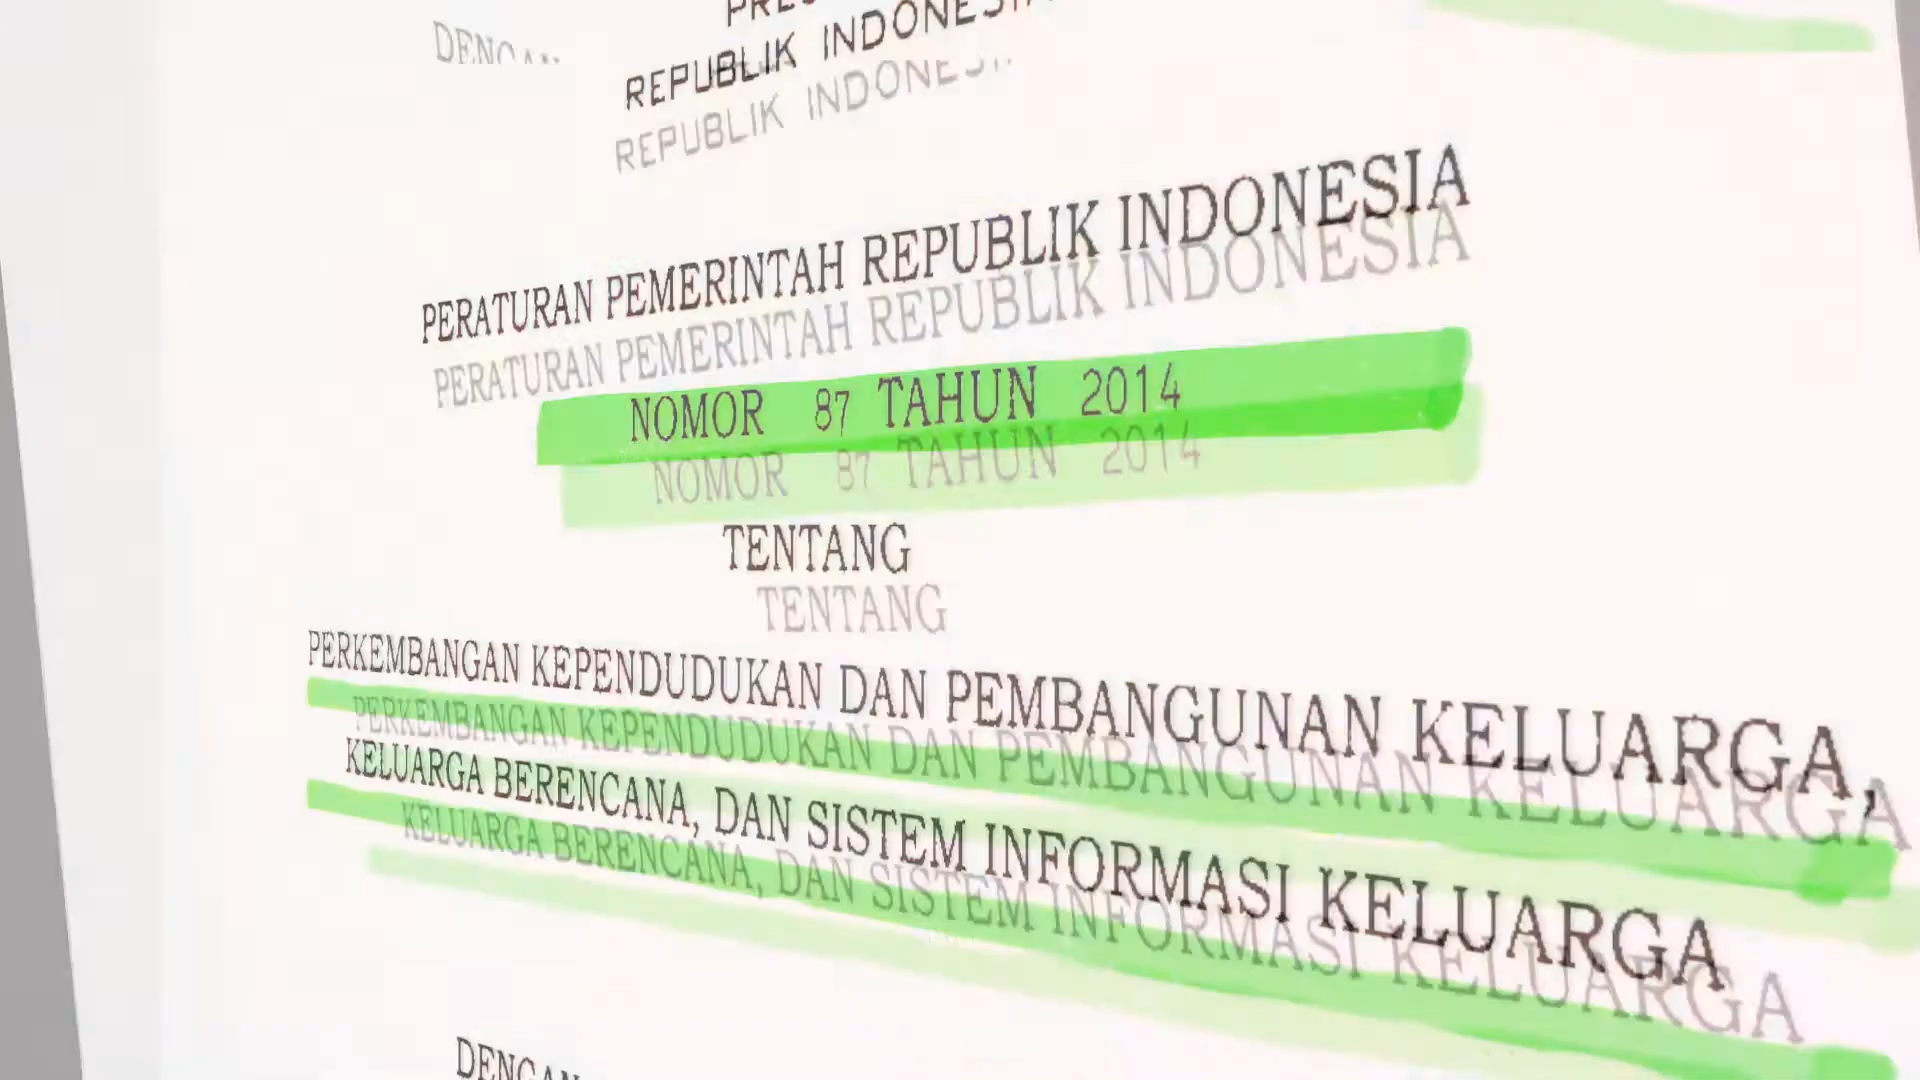 REPUBLIK
REPUBLIK
PERATURAN PEMERINTAH REPUBLIK INDONESIA
PERATURAN PEMERINTAH REPUBLIK INDONESIA
NOMOR 87 TAHUN 2014
NOMOR 87 TAHUN 2014
TENTANG
TENTANG
PERKEMBANGAN KEPENDUDUKAN DAN PEMBANGUNAN KELUARGA,
PERKEMBANGAN KEPENDUDUKAN DAN PEMBANGUNAN KELUARGA
KELUARGA BERENCANA, DAN SISTEM INFORMASI KELUARGA
KELUARGA BERENCANA, DAN SISTEM INFORMASI KELUARGA